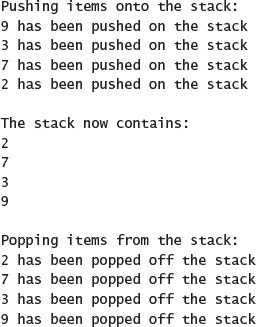 Pushing items onto the stack:
9 has been pushed on the stack
3 has been pushed on the stack
7 has been pushed on the stack
2 has been pushed on the stack
The stack now contains:
2
7
3
9
Popping items from the stack:
2 has been popped off the stack
7 has been popped off the stack
3 has been popped off the stack
9 has been popped off the stack